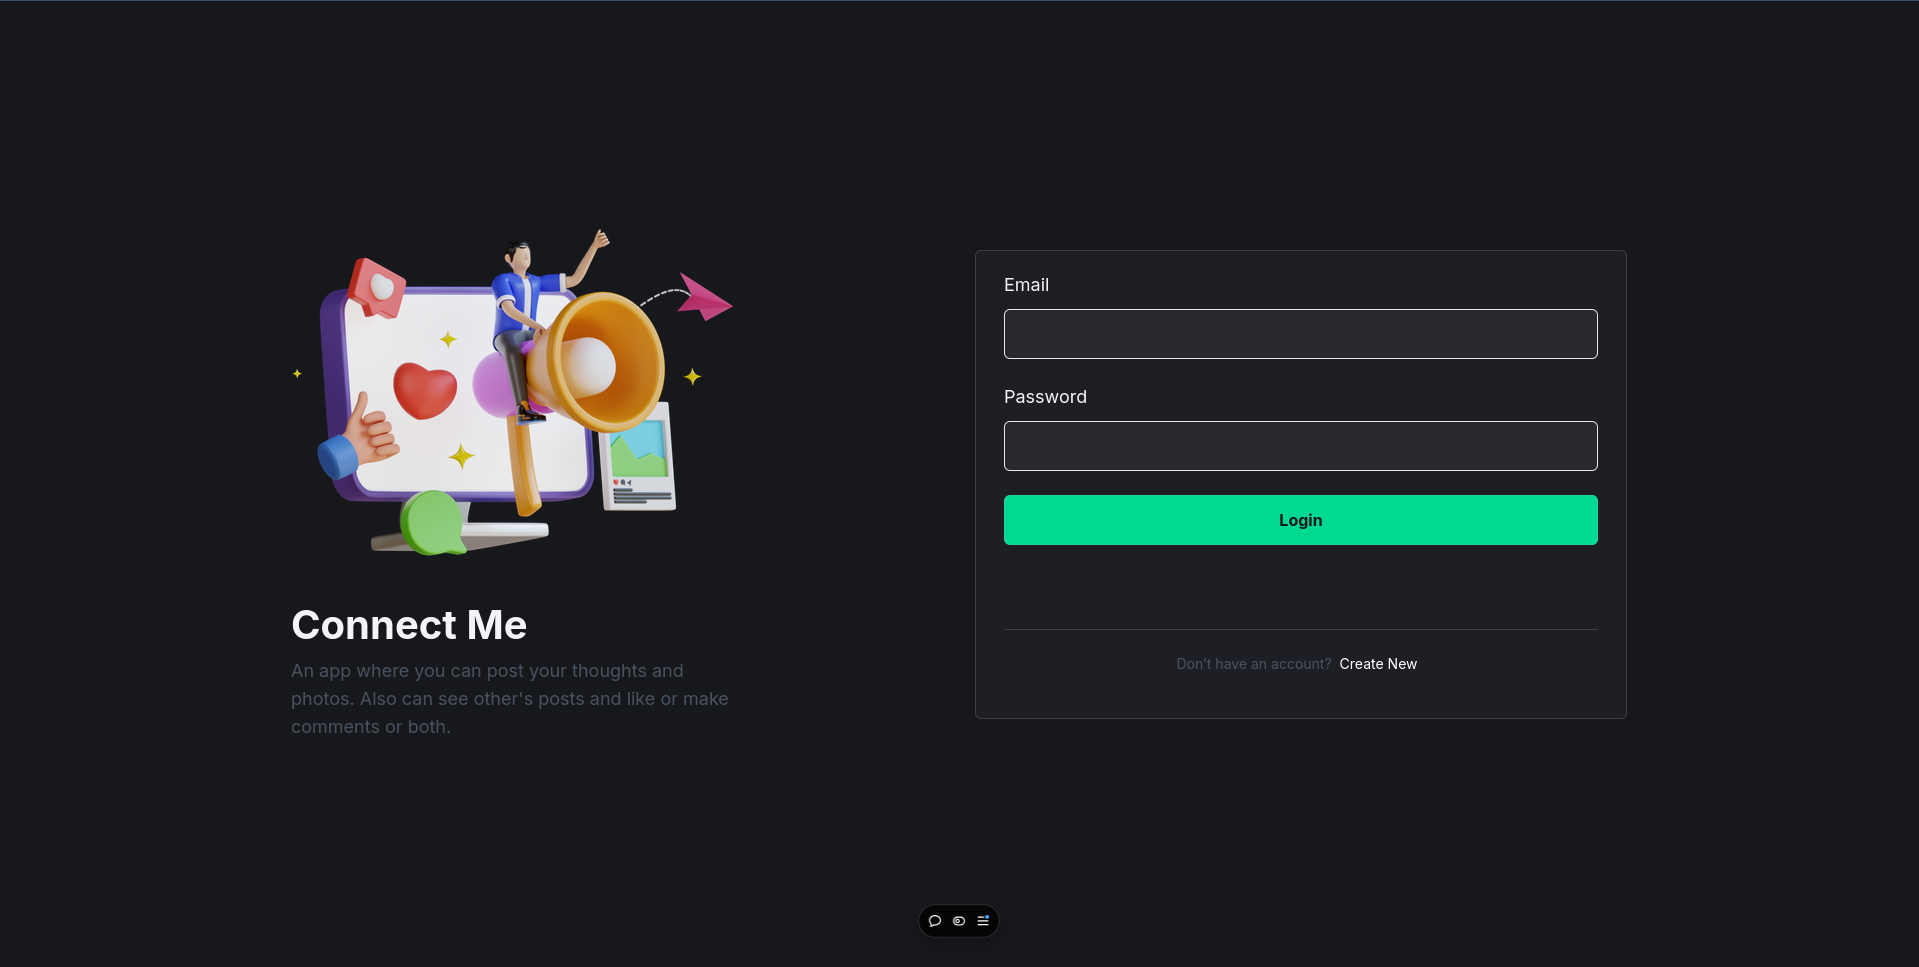 Connect Me
An app where you can post your thoughts and
photos. Also can see other's posts and like or make
comments or both.
Email
Password
Login
Don't have an account? Create New